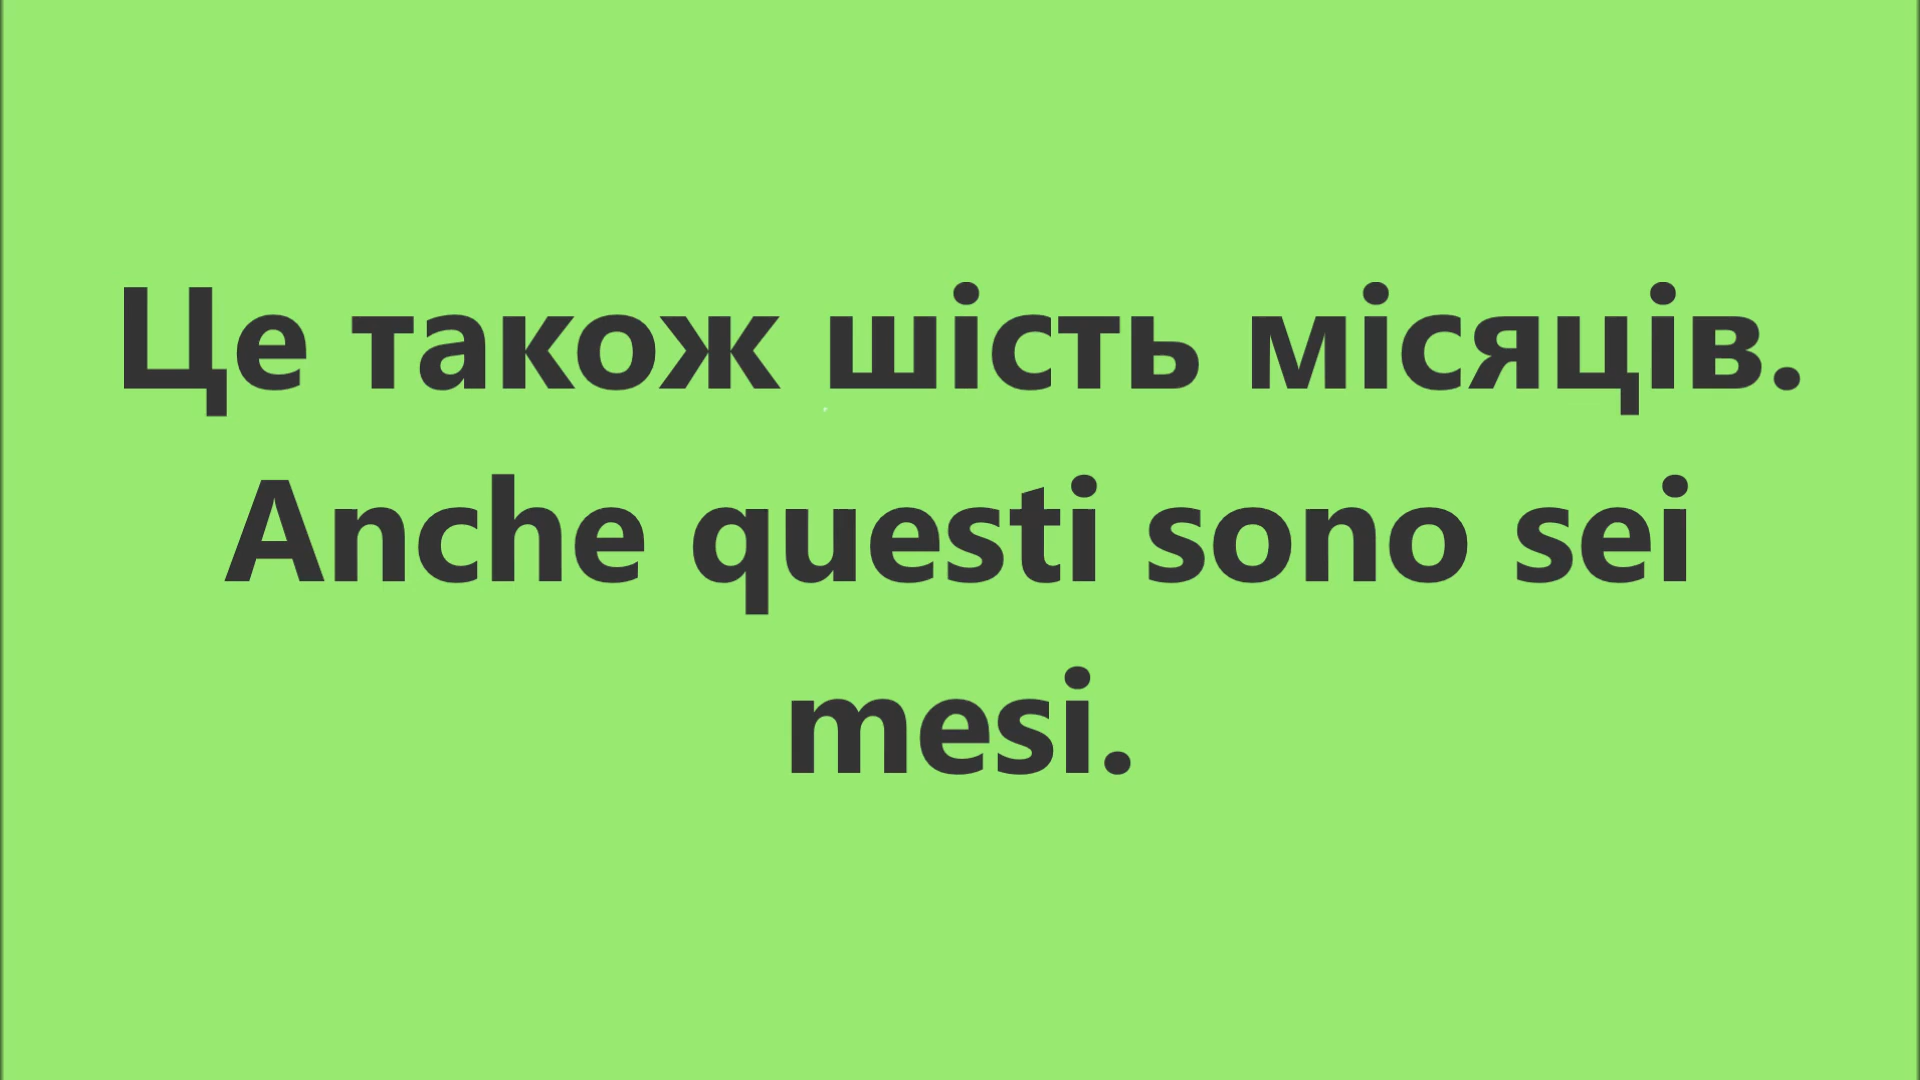 Це також шість місяців.
Anche questi sono sei
mesi.